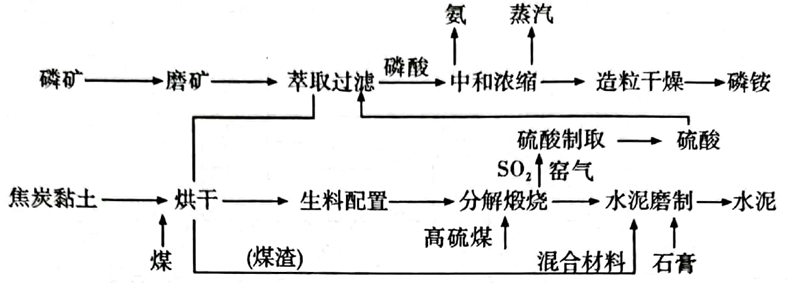 氨 蒸汽
磷矿 磨矿 萃取过滤 磷酸 中和浓缩 造粒干燥 磷铵
硫酸制取 硫酸
SO₂ 窑气
焦炭黏土 烘干 生料配置 分解煅烧 水泥磨制 水泥
煤 (煤渣) 高硫煤 混合材料 石膏